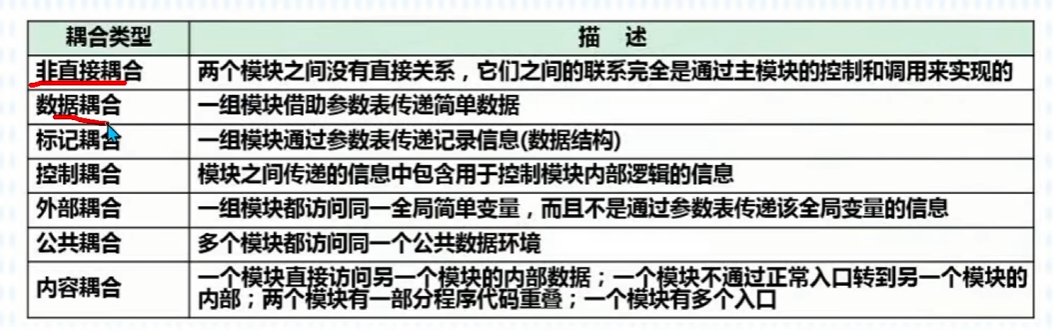 耦合类型 描 述
非直接耦合 两个模块之间没有直接关系，它们之间的联系完全是通过主模块的控制和调用来实现的
数据耦合 一组模块借助参数表传递简单数据
标记耦合 一组模块通过参数表传递记录信息(数据结构)
控制耦合 模块之间传递的信息中包含用于控制模块内部逻辑的信息
外部耦合 一组模块都访问同一全局简单变量，而且不是通过参数表传递该全局变量的信息
公共耦合 多个模块都访问同一个公共数据环境
内容耦合 一个模块直接访问另一个模块的内部数据；一个模块不通过正常入口转到另一个模块的
内部；两个模块有一部分程序代码重叠；一个模块有多个入口